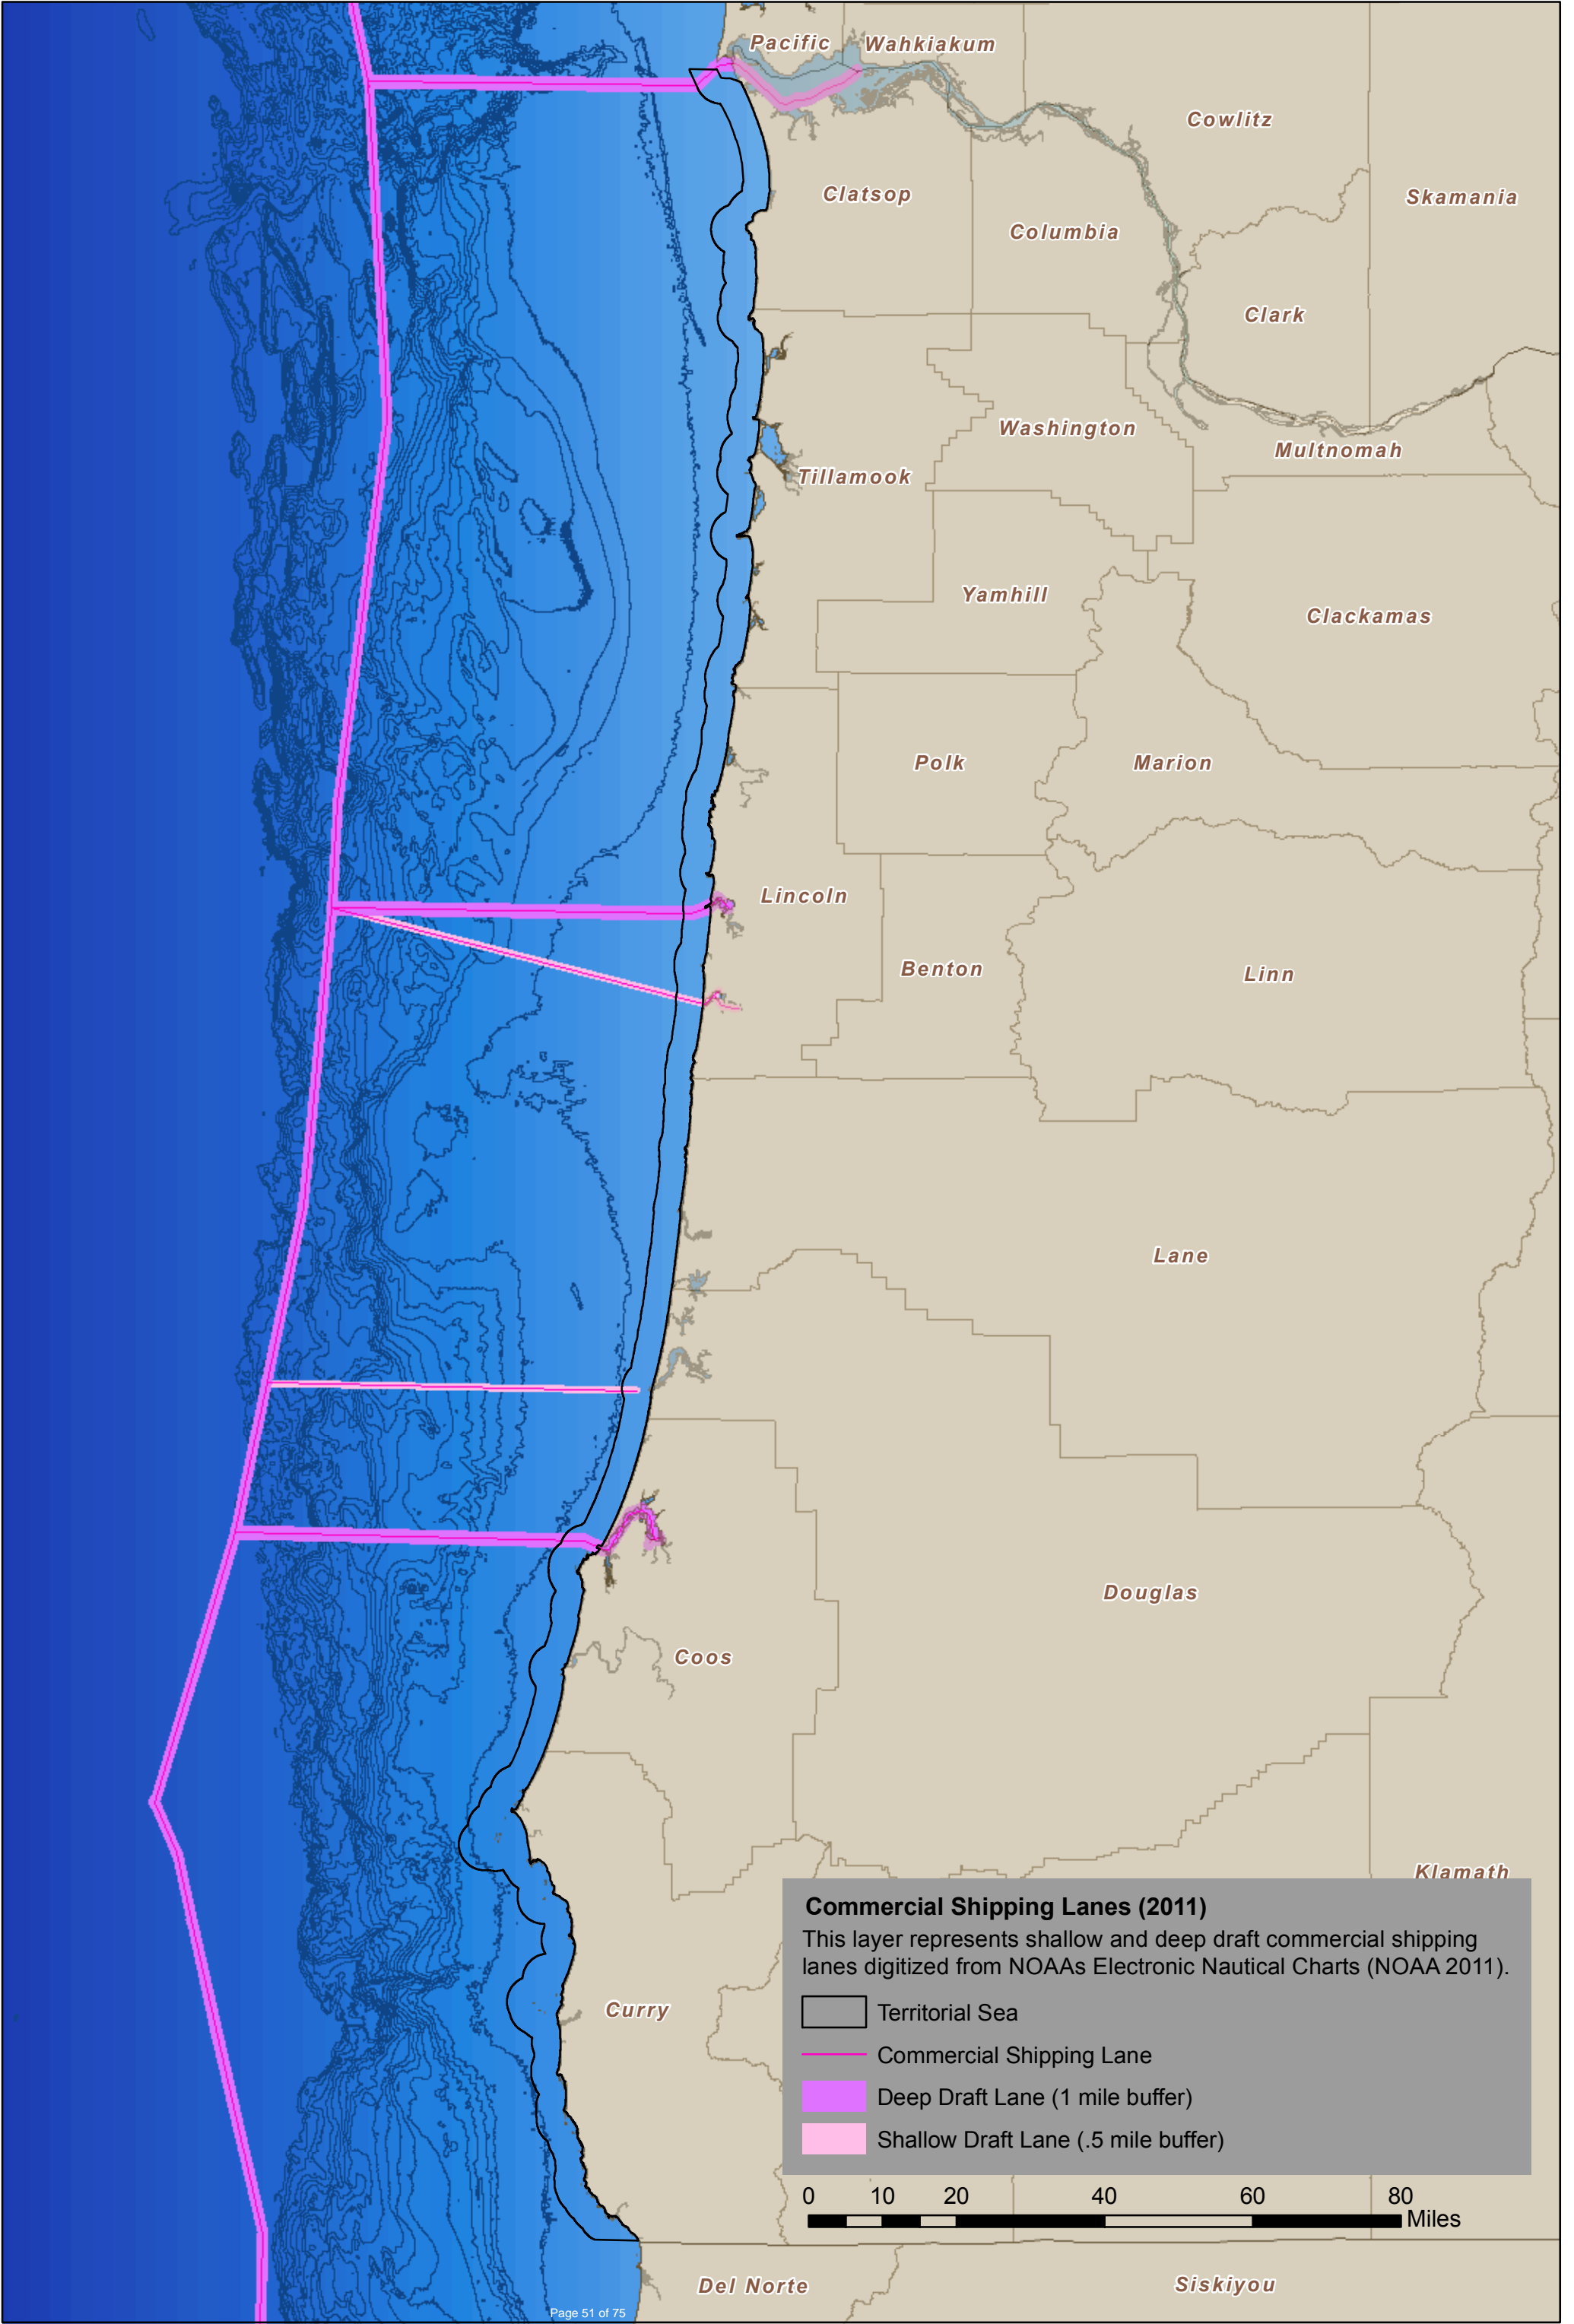 Pacific
Wahkiakum
Cowlitz
Skamania
Clatsop
Columbia
Clark
Washington
Multnomah
Tillamook
Yamhill
Clackamas
Polk
Marion
Lincoln
Benton
Linn
Lane
Douglas
Coos
Klamath
Curry
Commercial Shipping Lanes (2011)
This layer represents shallow and deep draft commercial shipping
lanes digitized from NOAAs Electronic Nautical Charts (NOAA 2011).
Territorial Sea
Commercial Shipping Lane
Deep Draft Lane (1 mile buffer)
Shallow Draft Lane (.5 mile buffer)
0 10 20 40 60 80
Miles
Del Norte
Siskiyou
Page 51 of 75